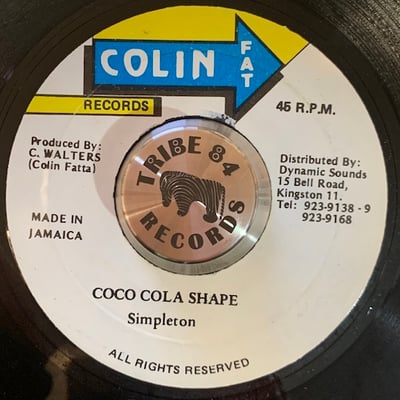 COLIN
FAT
RECORDS
45 R.P.M.
Produced By:
C. WALTERS
(Colin Fatta)
Distributed By:
Dynamic Sounds
15 Bell Road,
Kingston 11.
Tel: 923-9138 - 9
923-9168
TRIBE 84
RECORDS
MADE IN
JAMAICA
COCO COLA SHAPE
Simpleton
ALL RIGHTS RESERVED